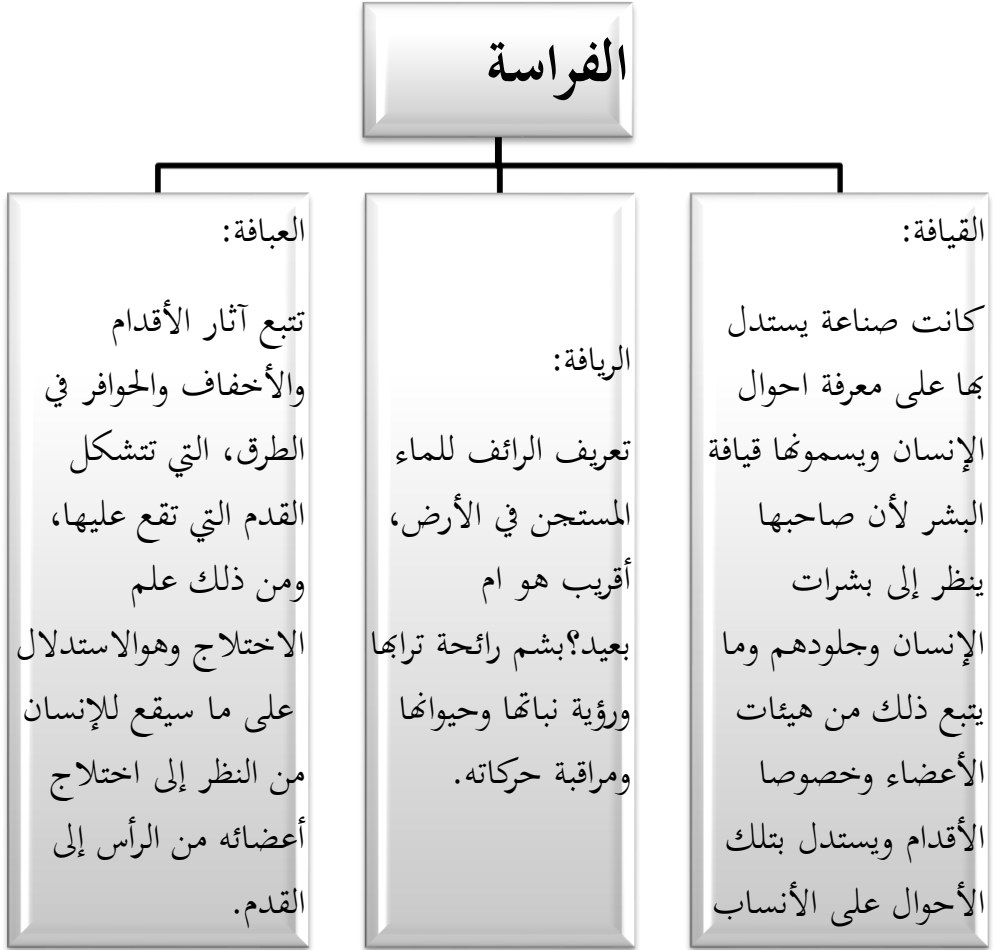 الفراسة
القيافة:
كانت صناعة يستدل
بها على معرفة احوال
الإنسان ويسمونها قيافة
البشر لأن صاحبها
ينظر إلى بشرات
الإنسان وجلودهم وما
يتبع ذلك من هيئات
الأعضاء وخصوصا
الأقدام ويستدل بتلك
الأحوال على الأنساب
الريافة:
تعريف الرائف للماء
المستجن في الأرض،
أقريب هو ام
بعيد؟بشم رائحة ترابها
ورؤية نباتها وحيوانها
ومراقبة حركاته.
العبافة:
تتبع آثار الأقدام
والأخفاف والحوافر في
الطرق، التي تتشكل
القدم التي تقع عليها،
ومن ذلك علم
الاختلاج وهوالاستدلال
على ما سيقع للإنسان
من النظر إلى اختلاج
أعضائه من الرأس إلى
القدم.